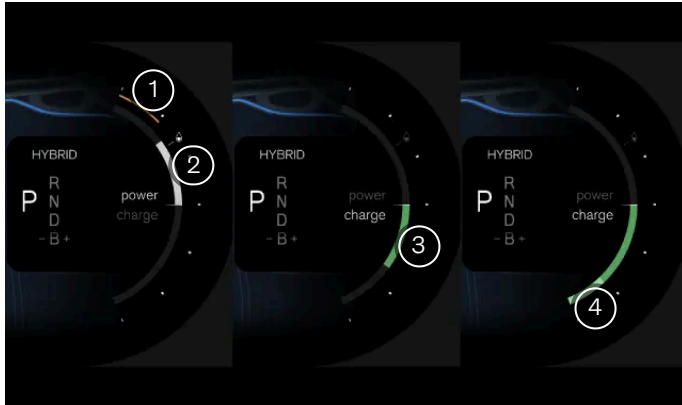 1
2
HYBRID
P
R
N
D
- B +
power
charge
HYBRID
P
R
N
D
- B +
power
charge
3
HYBRID
P
R
N
D
- B +
power
charge
4